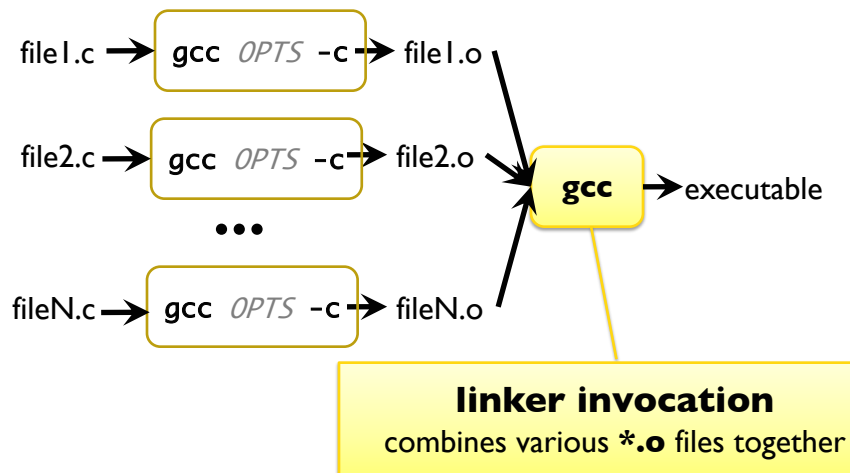 file1.c gcc OPTS -c file1.o
file2.c gcc OPTS -c file2.o
gcc executable
•••
fileN.c gcc OPTS -c fileN.o
linker invocation
combines various *.o files together